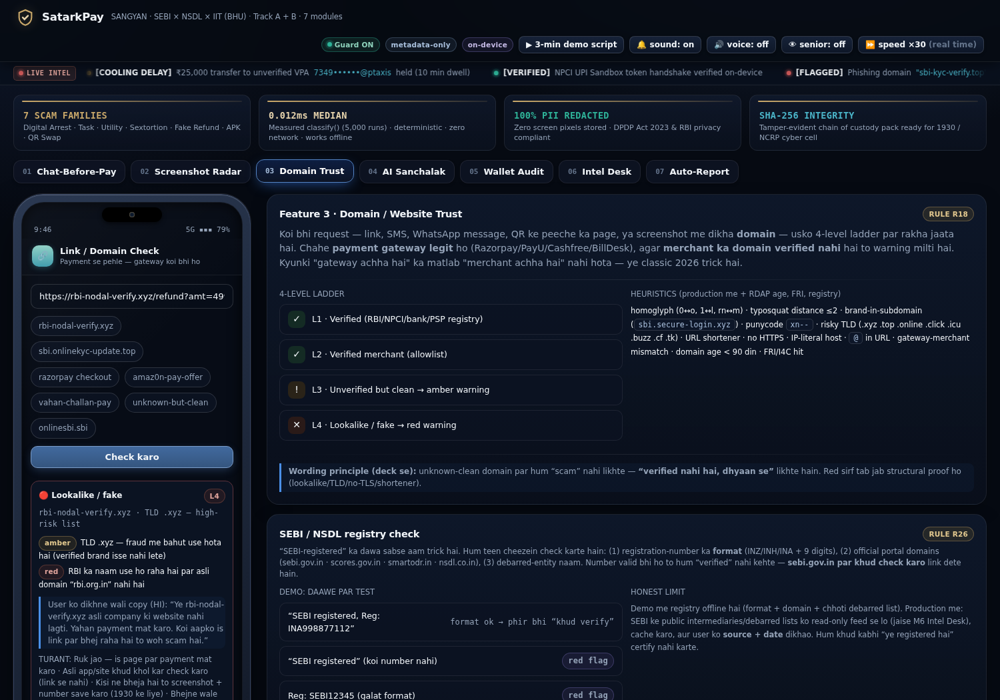 SatarkPay SANGYAN · SEBI × NSDL × IIT (BHU) · Track A + B · 7 modules
Guard ON metadata-only on-device ▶ 3-min demo script 🔔 sound: on 🔊 voice: off 👁 senior: off ⏩ speed ×30 (real time)
LIVE INTEL [COOLING DELAY] ₹25,000 transfer to unverified VPA 7349••••••@ptaxis held (10 min dwell) [VERIFIED] NPCI UPI Sandbox token handshake verified on-device [FLAGGED] Phishing domain "sbi-kyc-verify.top
7 SCAM FAMILIES
Digital Arrest · Task · Utility · Sextortion · Fake Refund · APK
· QR Swap
0.012ms MEDIAN
Measured classify() (5,000 runs) · deterministic · zero
network · works offline
100% PII REDACTED
Zero screen pixels stored · DPDP Act 2023 & RBI privacy
compliant
SHA-256 INTEGRITY
Tamper-evident chain of custody pack ready for 1930 /
NCRP cyber cell
01 Chat-Before-Pay 02 Screenshot Radar 03 Domain Trust 04 AI Sanchalak 05 Wallet Audit 06 Intel Desk 07 Auto-Report
9:46 5G ▪▪▪ 79%
Link / Domain Check
Payment se pehle — gateway koi bhi ho
https://rbi-nodal-verify.xyz/refund?amt=49
rbi-nodal-verify.xyz
sbi.onlinekyc-update.top
razorpay checkout amaz0n-pay-offer
vahan-challan-pay unknown-but-clean
onlinesbi.sbi
Check karo
🔴 Lookalike / fake L4
rbi-nodal-verify.xyz · TLD .xyz — high-
risk list
amber TLD .xyz — fraud me bahut use hota
hai (verified brand isse nahi lete)
red RBI ka naam use ho raha hai par asli
domain “rbi.org.in” nahi hai
User ko dikhne wali copy (HI): “Ye rbi-nodal-
verify.xyz asli company ki website nahi
lagti. Yahan payment mat karo. Koi aapko is
link par bhej raha hai to woh scam hai.”
TURANT: Ruk jao — is page par payment mat
karo · Asli app/site khud khol kar check karo
(link se nahi) · Kisi ne bheja hai to screenshot +
number save karo (1930 ke liye) · Bhejne wale
Feature 3 · Domain / Website Trust RULE R18
Koi bhi request — link, SMS, WhatsApp message, QR ke peeche ka page, ya screenshot me dikha domain — usko 4-level ladder par rakha jaata
hai. Chahe payment gateway legit ho (Razorpay/PayU/Cashfree/BillDesk), agar merchant ka domain verified nahi hai to warning milti hai.
Kyunki "gateway achha hai" ka matlab "merchant achha hai" nahi hota — ye classic 2026 trick hai.
4-LEVEL LADDER
✓ L1 · Verified (RBI/NPCI/bank/PSP registry)
✓ L2 · Verified merchant (allowlist)
! L3 · Unverified but clean → amber warning
✕ L4 · Lookalike / fake → red warning
HEURISTICS (production me + RDAP age, FRI, registry)
homoglyph (0↔o, 1↔l, rn↔m) · typosquat distance ≤2 · brand-in-subdomain
(sbi.secure-login.xyz) · punycode xn-- · risky TLD (.xyz .top .online .click .icu
.buzz .cf .tk) · URL shortener · no HTTPS · IP-literal host · @ in URL · gateway-merchant
mismatch · domain age < 90 din · FRI/I4C hit
Wording principle (deck se): unknown-clean domain par hum “scam” nahi likhte — “verified nahi hai, dhyaan se” likhte hain. Red sirf tab jab structural proof ho
(lookalike/TLD/no-TLS/shortener).
SEBI / NSDL registry check RULE R26
“SEBI-registered” ka dawa sabse aam trick hai. Hum teen cheezein check karte hain: (1) registration-number ka format (INZ/INH/INA + 9 digits), (2) official portal domains
(sebi.gov.in · scores.gov.in · smartodr.in · nsdl.co.in), (3) debarred-entity naam. Number valid bhi ho to hum “verified” nahi kehte — sebi.gov.in par khud check karo link dete
hain.
DEMO: DAAWE PAR TEST
“SEBI registered, Reg:
INA998877112” format ok → phir bhi “khud verify”
“SEBI registered” (koi number nahi) red flag
Reg: SEBI12345 (galat format) red flag
HONEST LIMIT
Demo me registry offline hai (format + domain + chhoti debarred list). Production me:
SEBI ke public intermediaries/debarred lists ko read-only feed se lo (jaise M6 Intel Desk),
cache karo, aur user ko source + date dikhao. Hum khud kabhi “ye registered hai”
certify nahi karte.